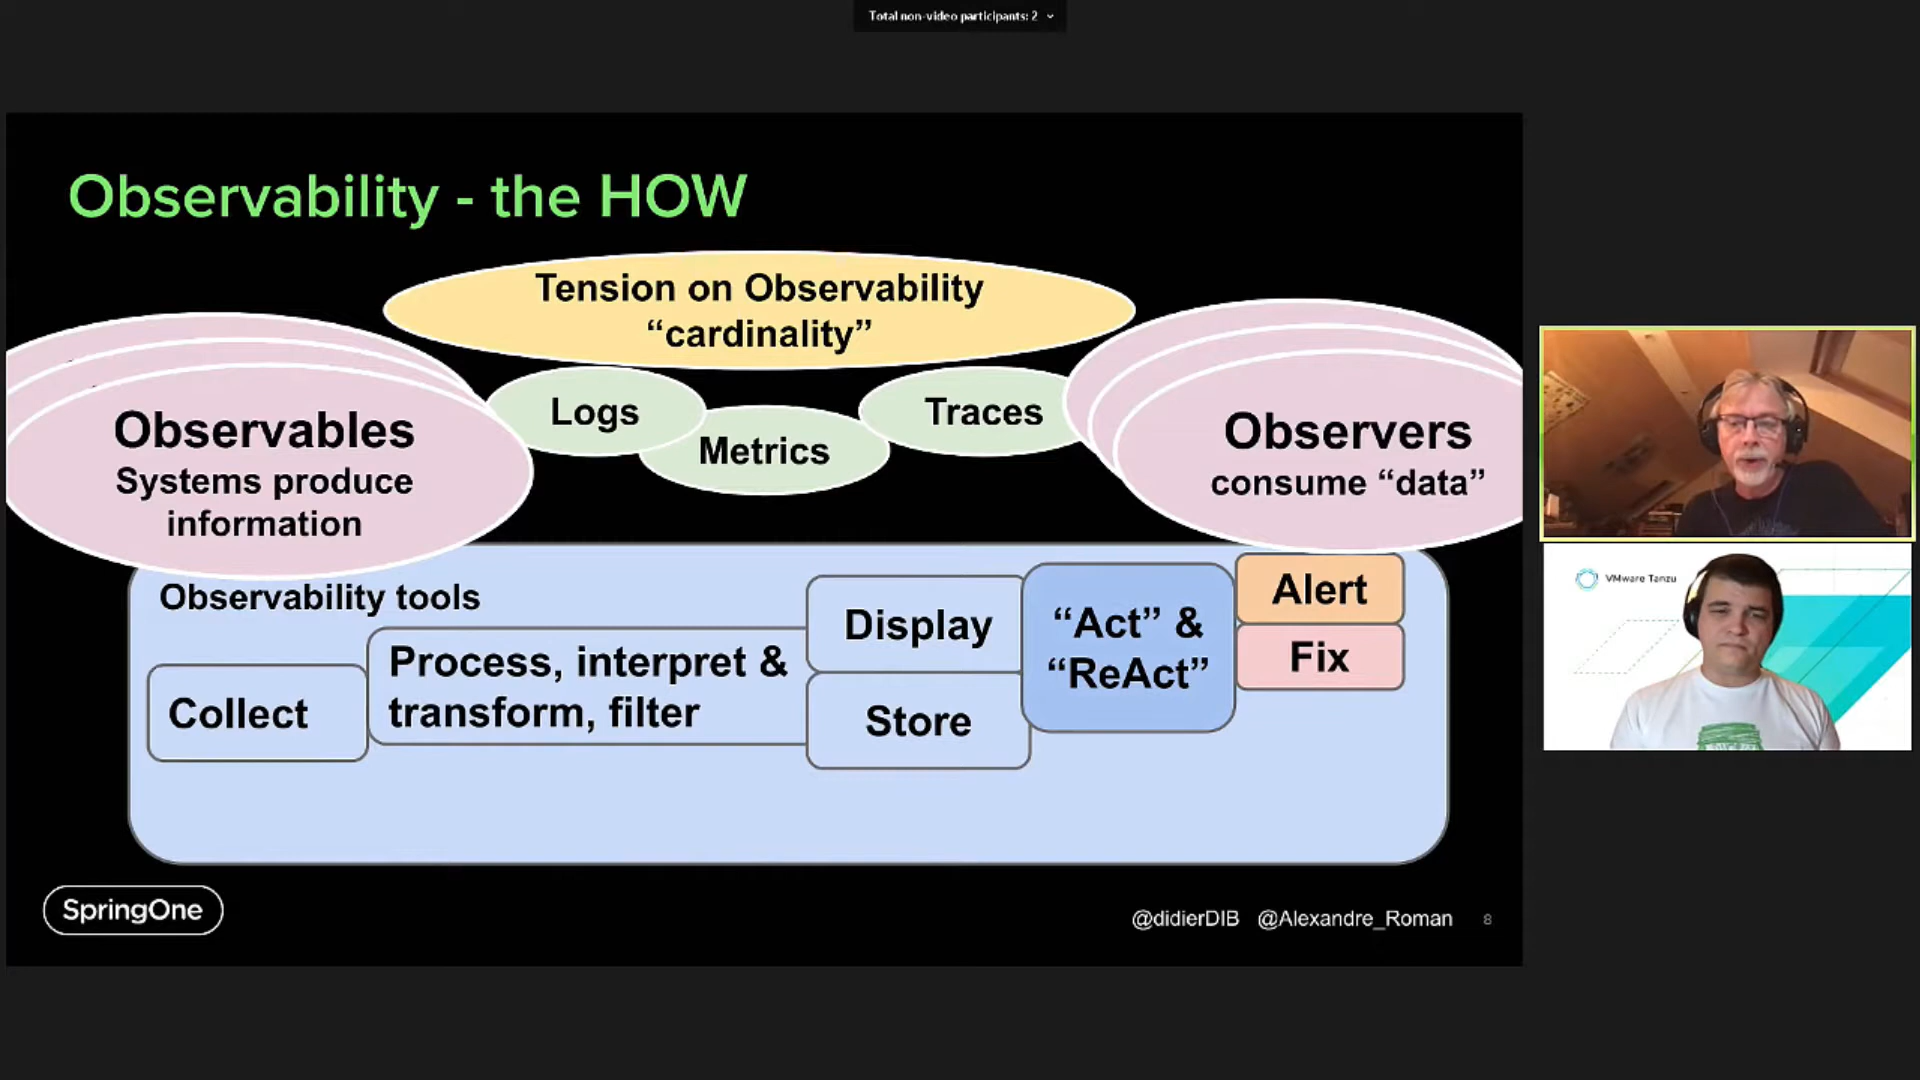 Total non-video participants: 2
Observability - the HOW
Tension on Observability
“cardinality”
Logs
Metrics
Traces
Observables
Systems produce
information
Observers
consume “data”
Observability tools
Collect
Process, interpret &
transform, filter
Display
Store
“Act” &
“ReAct”
Alert
Fix
SpringOne
@didierDIB @Alexandre_Roman
8
VMware Tanzu